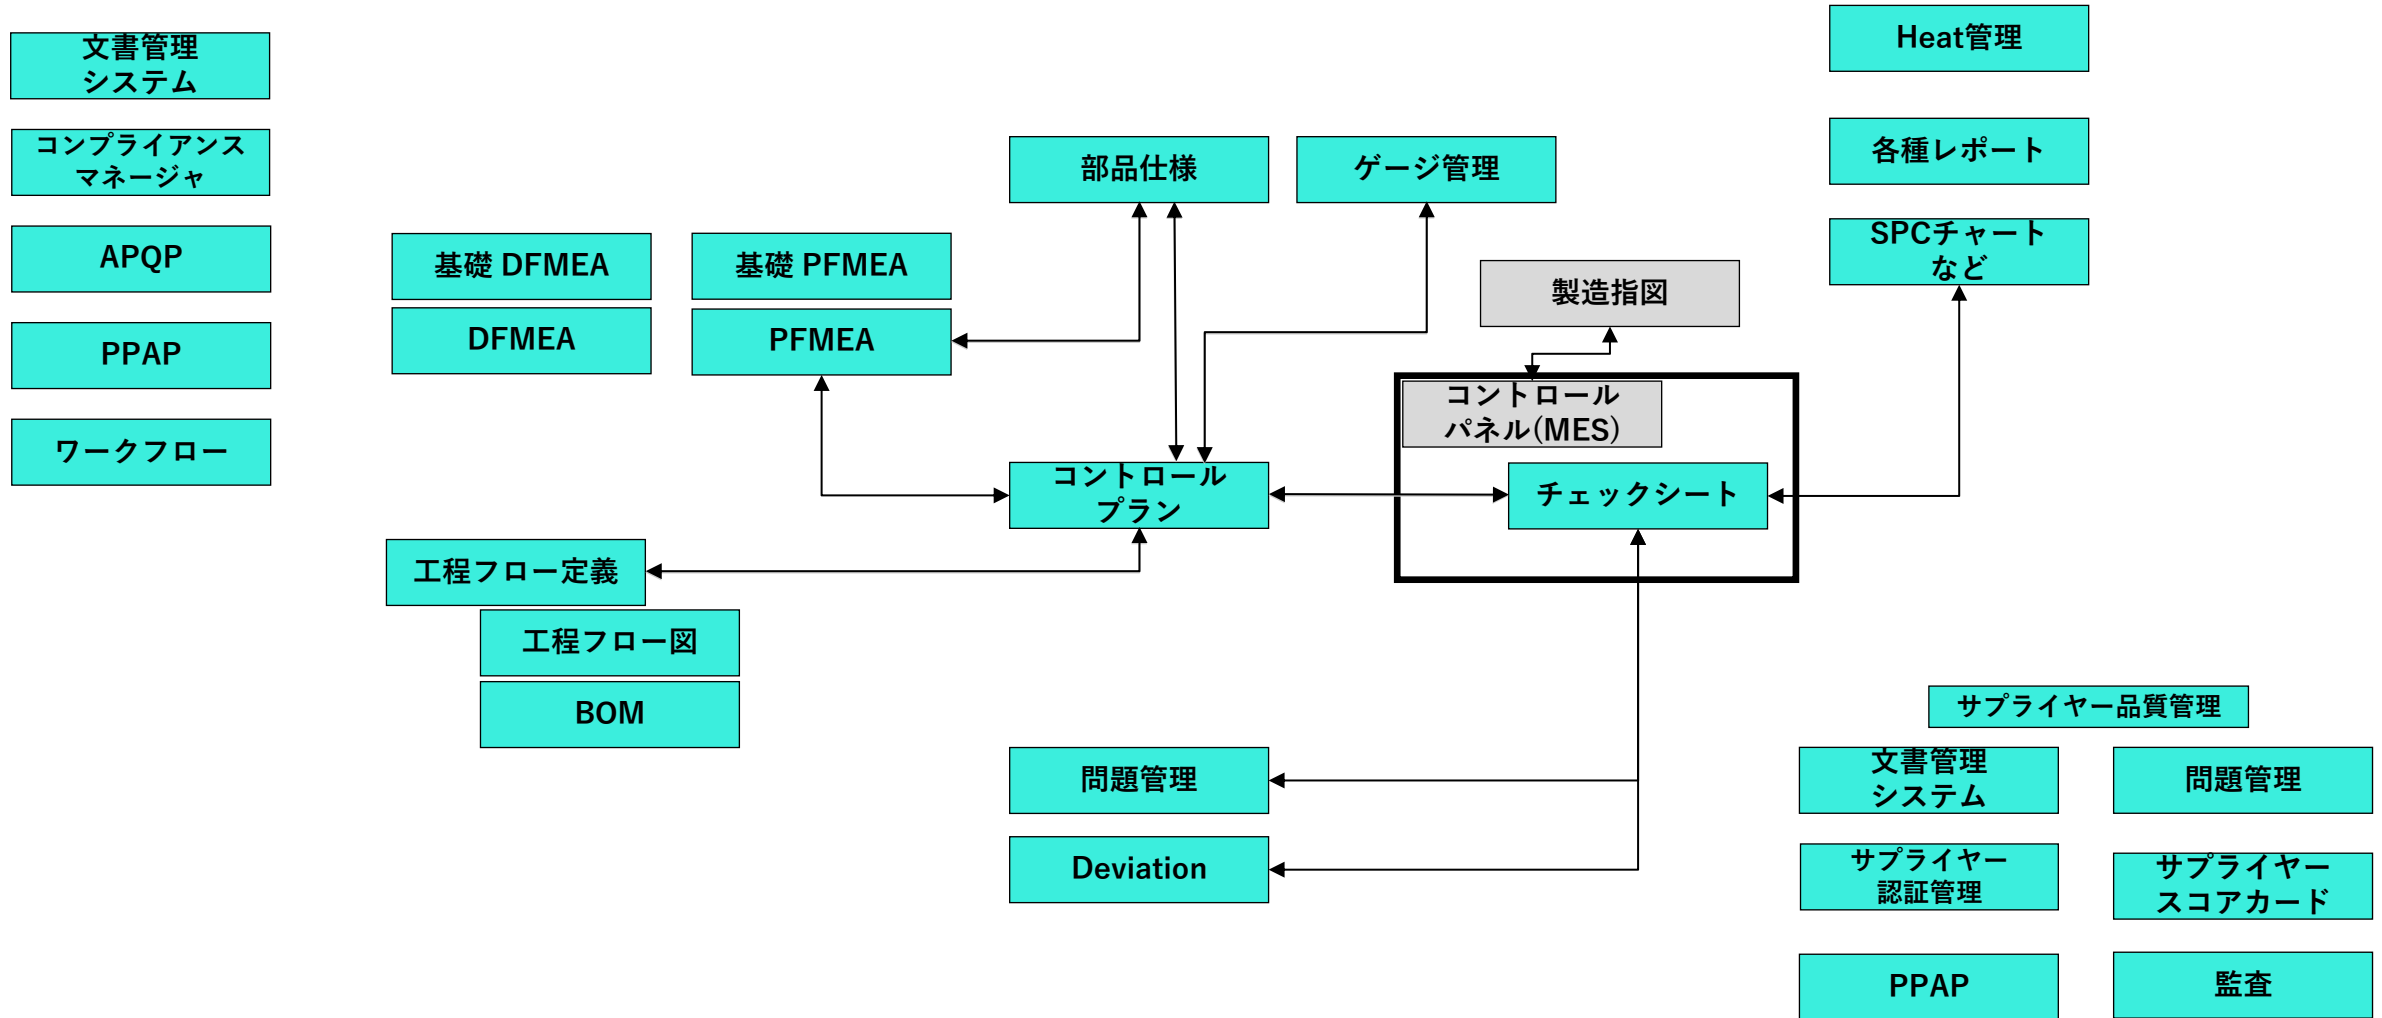 文書管理
システム
コンプライアンス
マネージャ
APQP
PPAP
ワークフロー
基礎 DFMEA
DFMEA
基礎 PFMEA
PFMEA
部品仕様
ゲージ管理
製造指図
コントロール
パネル(MES)
コントロール
プラン
チェックシート
工程フロー定義
工程フロー図
BOM
問題管理
Deviation
Heat管理
各種レポート
SPCチャート
など
サプライヤー品質管理
文書管理
システム
問題管理
サプライヤー
認証管理
サプライヤー
スコアカード
PPAP
監査